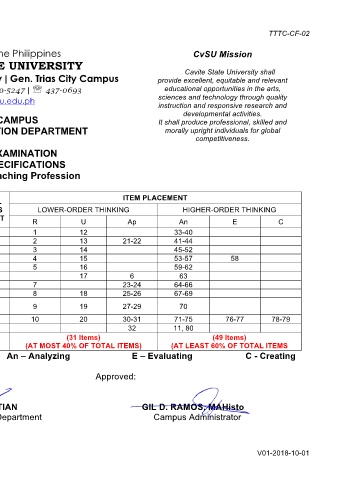 TTTC-CF-02
ne Philippines
E UNIVERSITY
y | Gen. Trias City Campus
0-5247 | ☏ 437-0693
u.edu.ph
CvSU Mission
Cavite State University shall
provide excellent, equitable and relevant
educational opportunities in the arts,
sciences and technology through quality
instruction and responsive research and
developmental activities.
It shall produce professional, skilled and
morally upright individuals for global
competitiveness.
CAMPUS
TION DEPARTMENT
XAMINATION
PECIFICATIONS
aching Profession
ITEM PLACEMENT
LOWER-ORDER THINKING HIGHER-ORDER THINKING
R U Ap An E C
1 12 33-40
2 13 21-22 41-44
3 14 45-52
4 15 53-57 58
5 16 59-62
17 6 63
7 23-24 64-66
8 18 25-26 67-69
9 19 27-29 70
10 20 30-31 71-75 76-77 78-79
32 11, 80
(31 Items) (49 Items)
(AT MOST 40% OF TOTAL ITEMS) (AT LEAST 60% OF TOTAL ITEMS
An – Analyzing E – Evaluating C - Creating
Approved:
TIAN GIL D. RAMOS, MAHisto
Department Campus Administrator
V01-2018-10-01